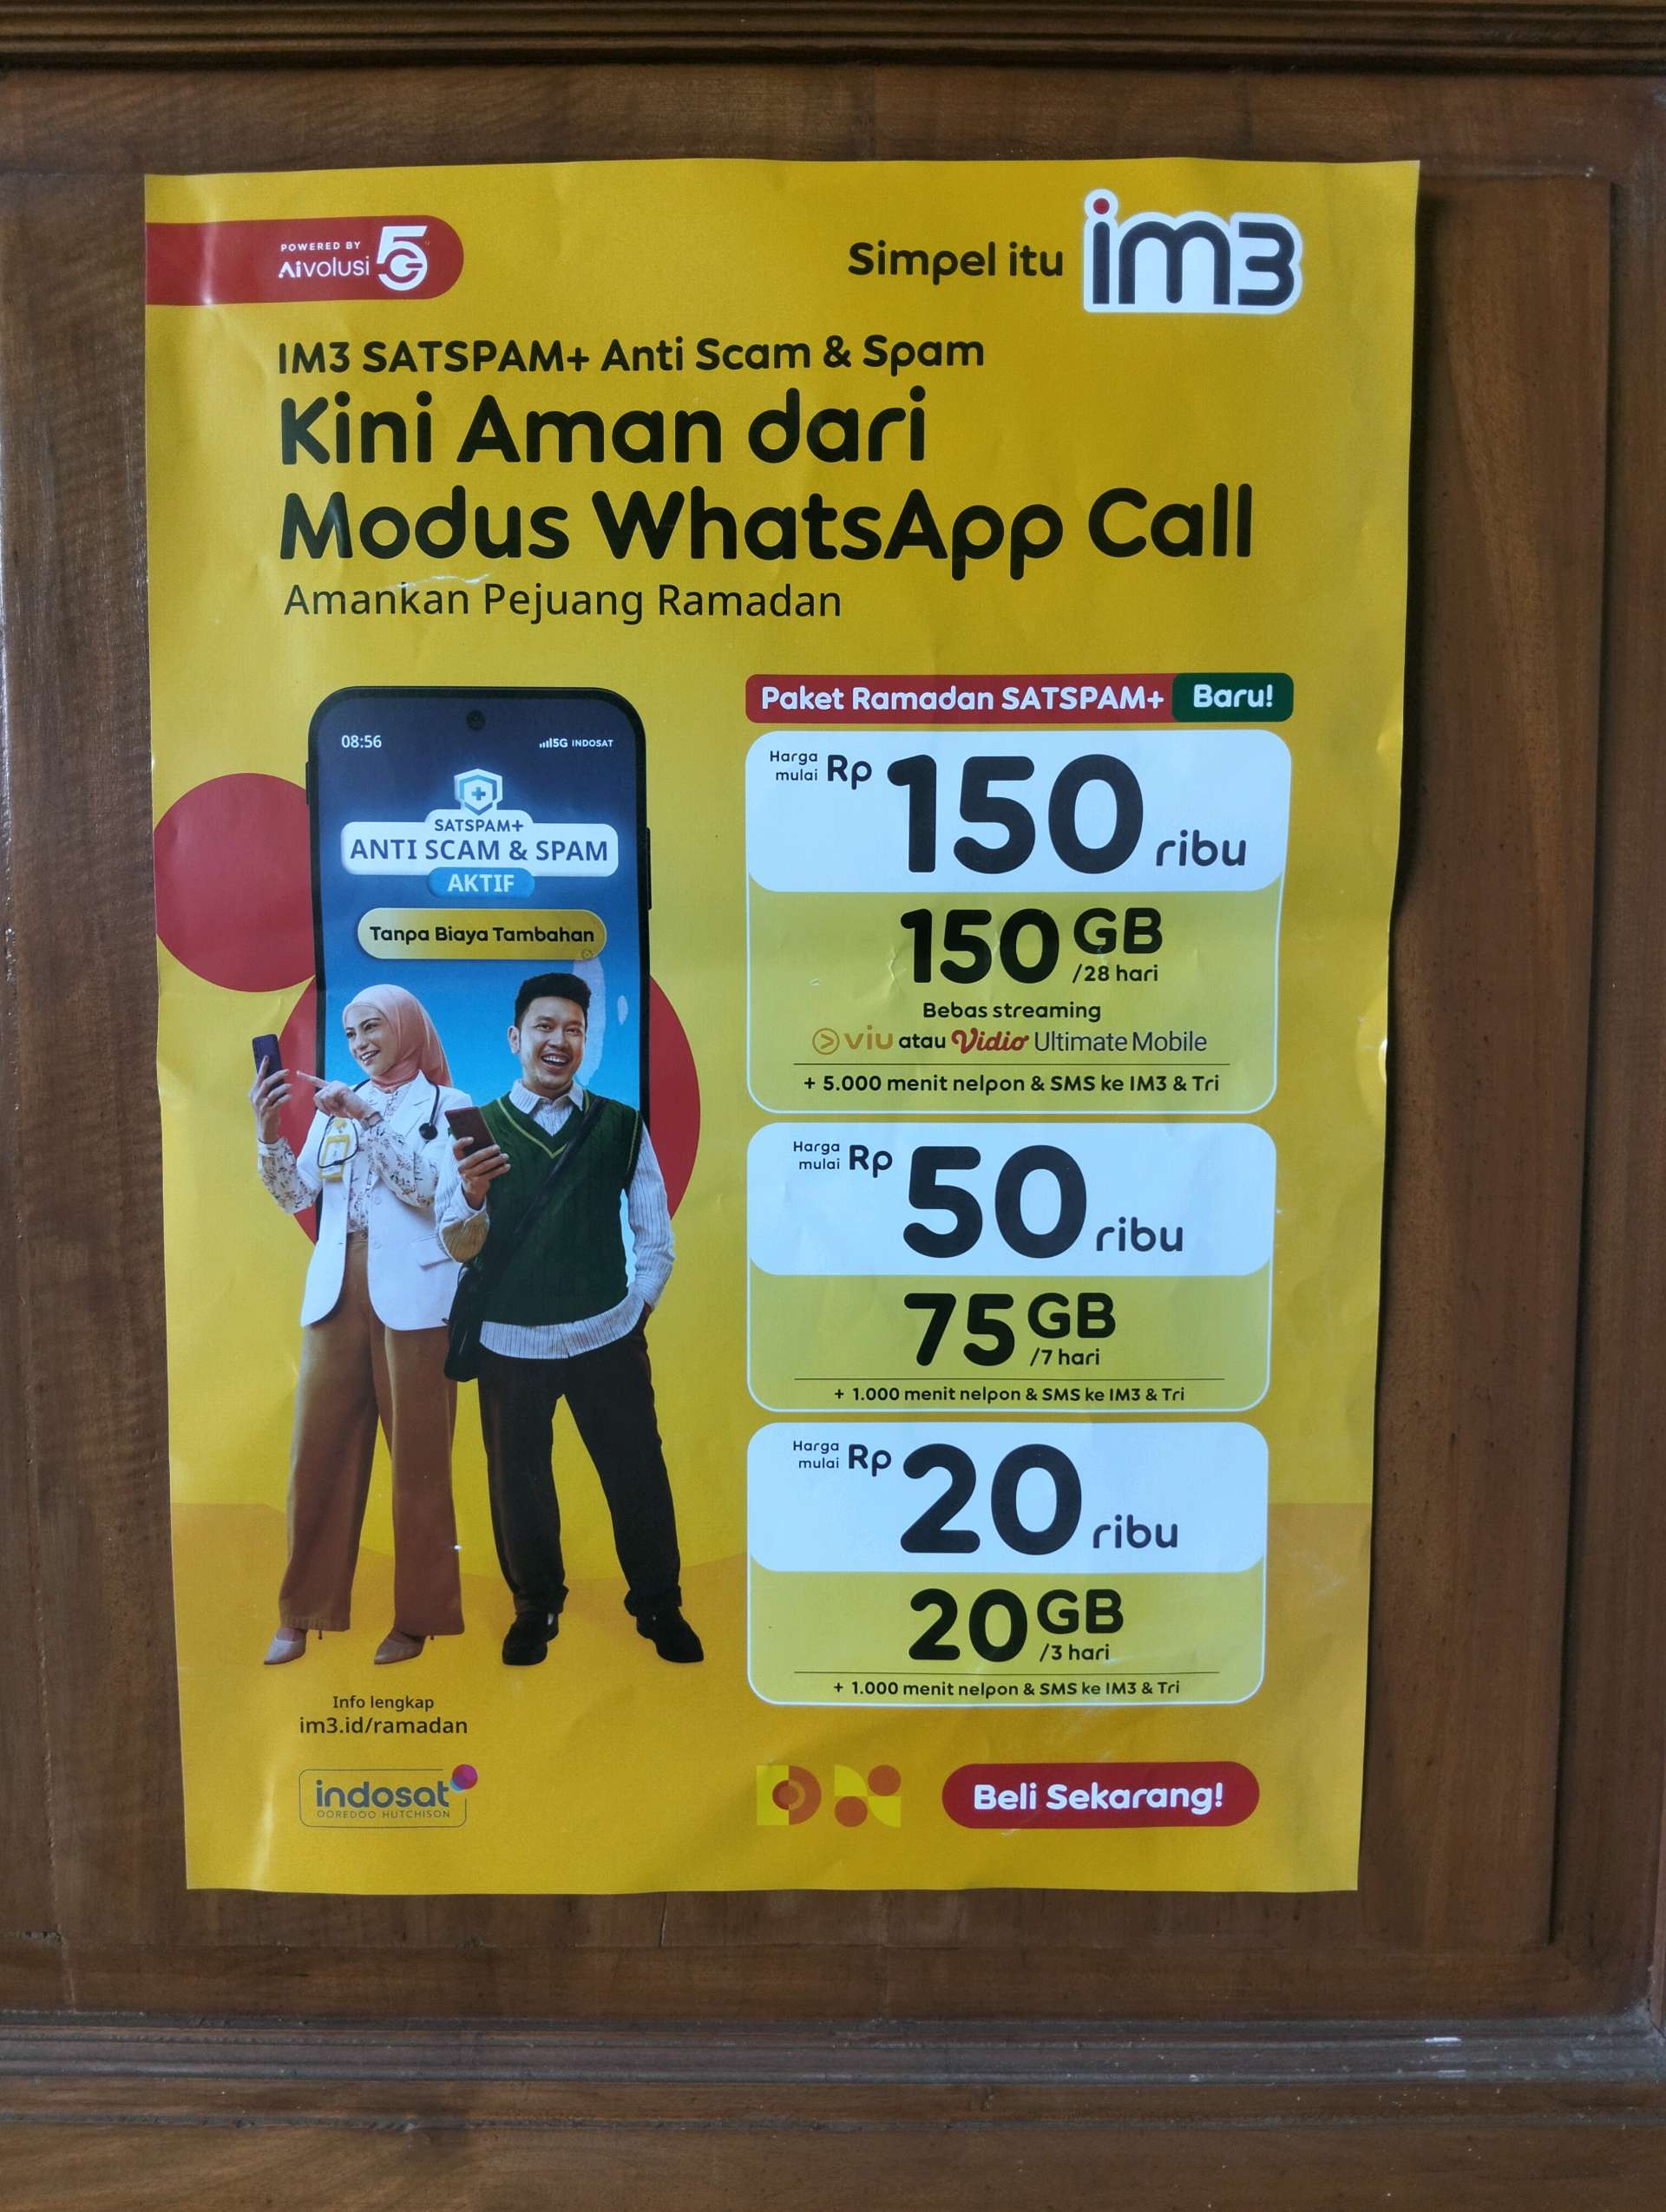 POWERED BY
AIvolusi 5G
Simpel itu im3
IM3 SATSPAM+ Anti Scam & Spam
Kini Aman dari
Modus WhatsApp Call
Amankan Pejuang Ramadan
08:56
5G INDOSAT
SATSPAM+
ANTI SCAM & SPAM
AKTIF
Tanpa Biaya Tambahan
Paket Ramadan SATSPAM+ Baru!
Harga
mulai Rp 150 ribu
150 GB
/28 hari
Bebas streaming
viu atau Vidio Ultimate Mobile
+ 5.000 menit nelpon & SMS ke IM3 & Tri
Harga
mulai Rp 50 ribu
75 GB
/7 hari
+ 1.000 menit nelpon & SMS ke IM3 & Tri
Harga
mulai Rp 20 ribu
20 GB
/3 hari
+ 1.000 menit nelpon & SMS ke IM3 & Tri
Info lengkap
im3.id/ramadan
indosat
OOREDOO HUTCHISON
Beli Sekarang!